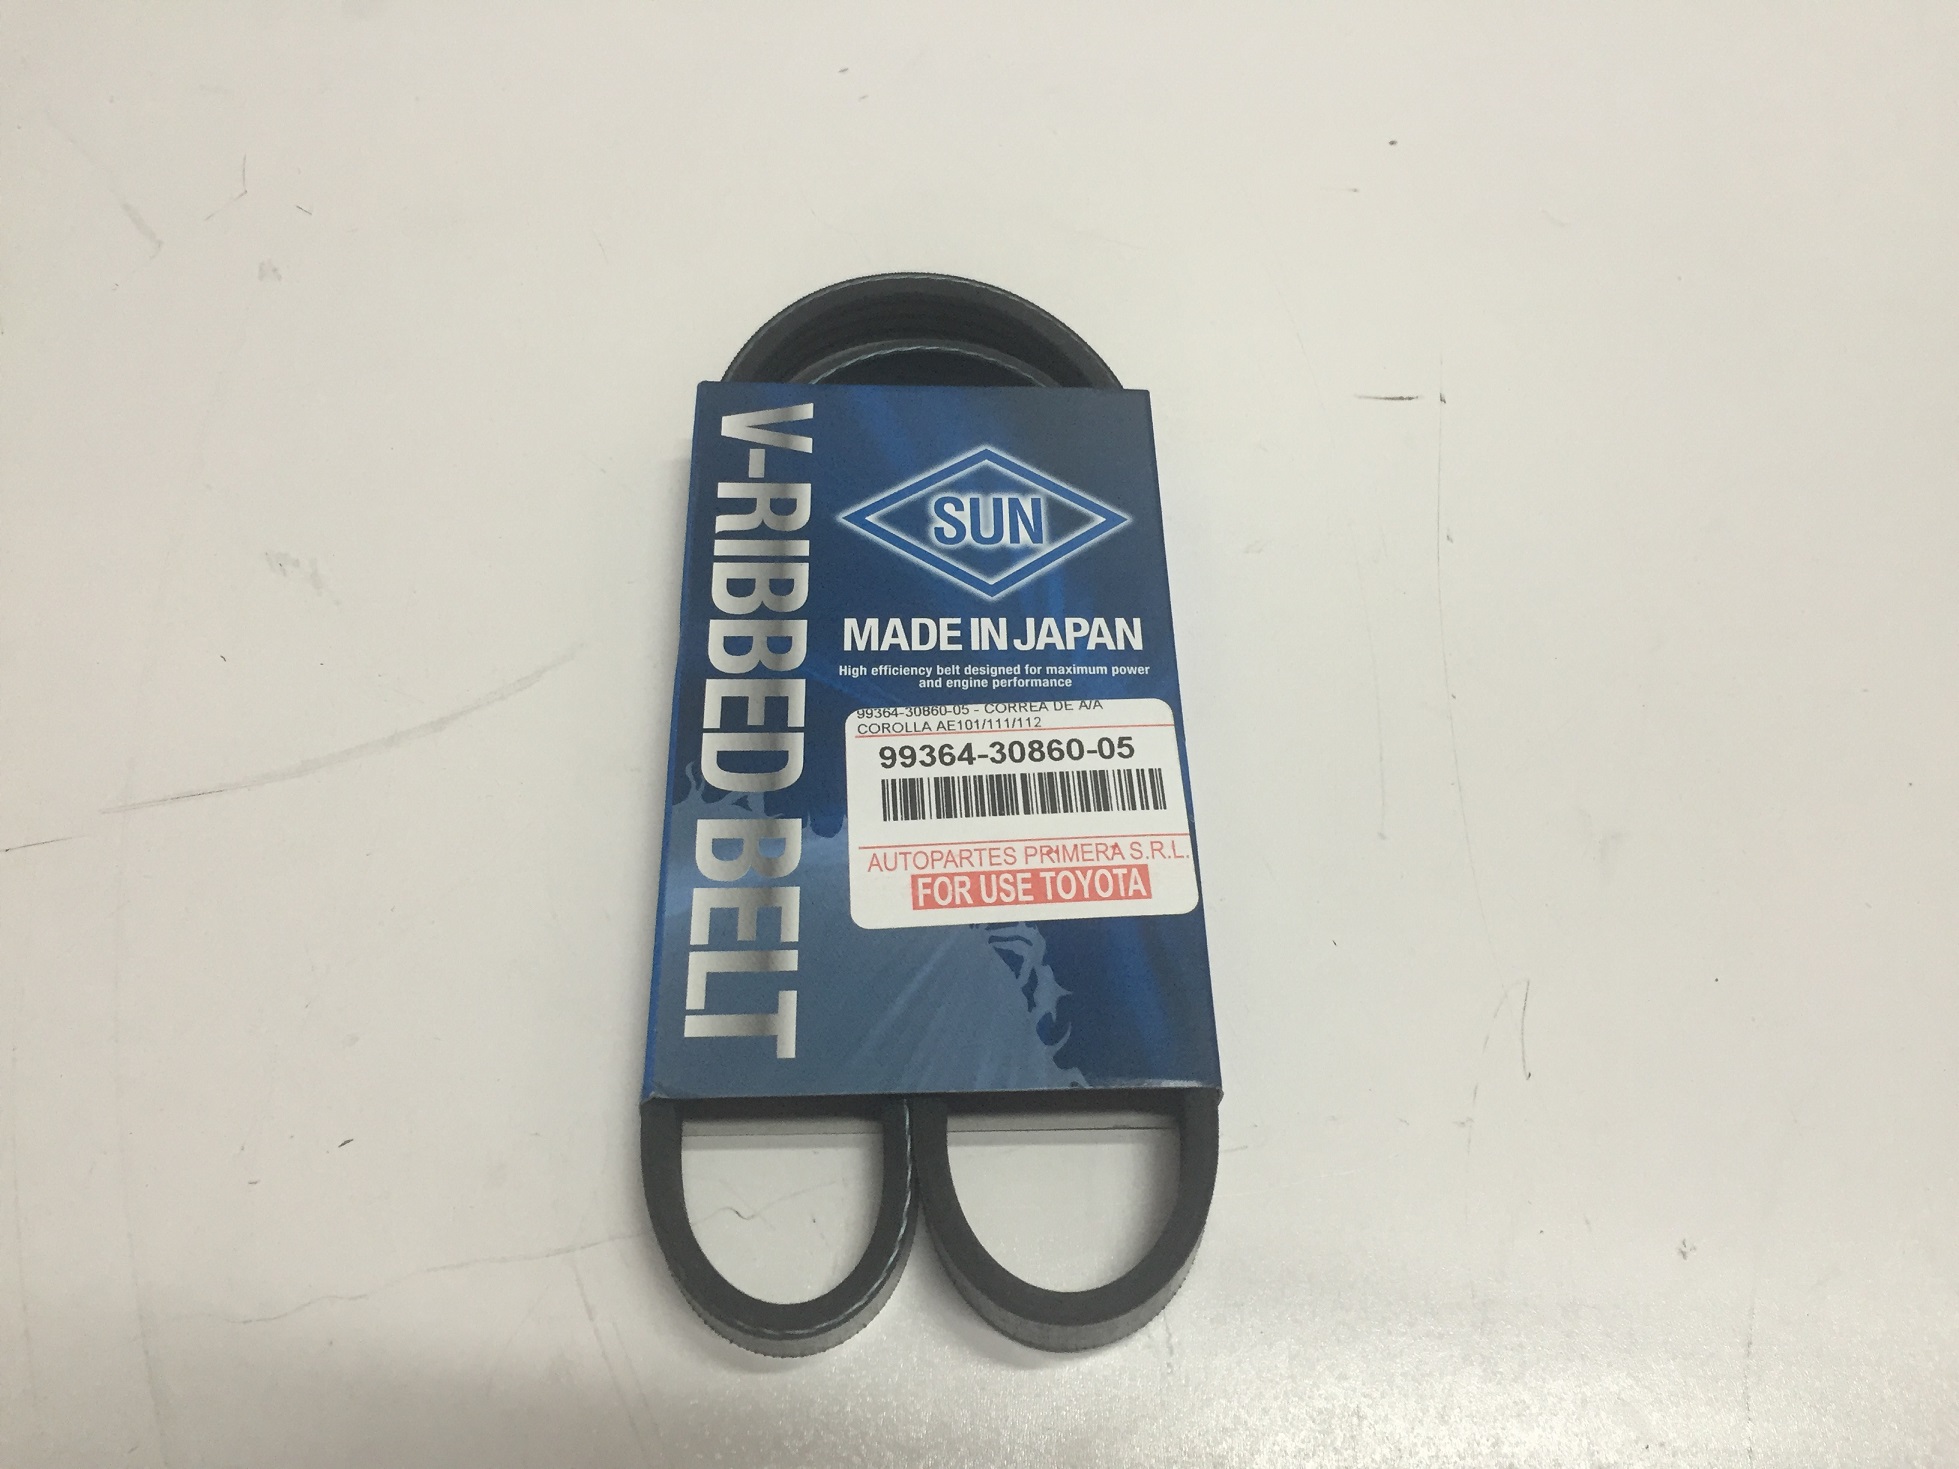 V-RIBBED BELT
SUN
MADE IN JAPAN
High efficiency belt designed for maximum power
and engine performance
99364-30860-05 - CORREA DE A/A
COROLLA AE101/111/112
99364-30860-05
AUTOPARTES PRIMERA S.R.L.
FOR USE TOYOTA